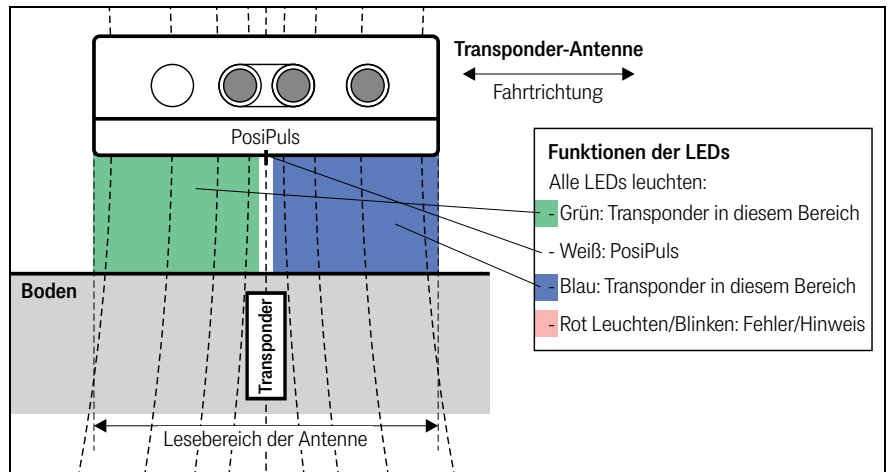 Transponder-Antenne
Fahrtrichtung
PosiPuls
Funktionen der LEDs
Alle LEDs leuchten:
- Grün: Transponder in diesem Bereich
- Weiß: PosiPuls
- Blau: Transponder in diesem Bereich
- Rot Leuchten/Blinken: Fehler/Hinweis
Boden
Transponder
Lesebereich der Antenne